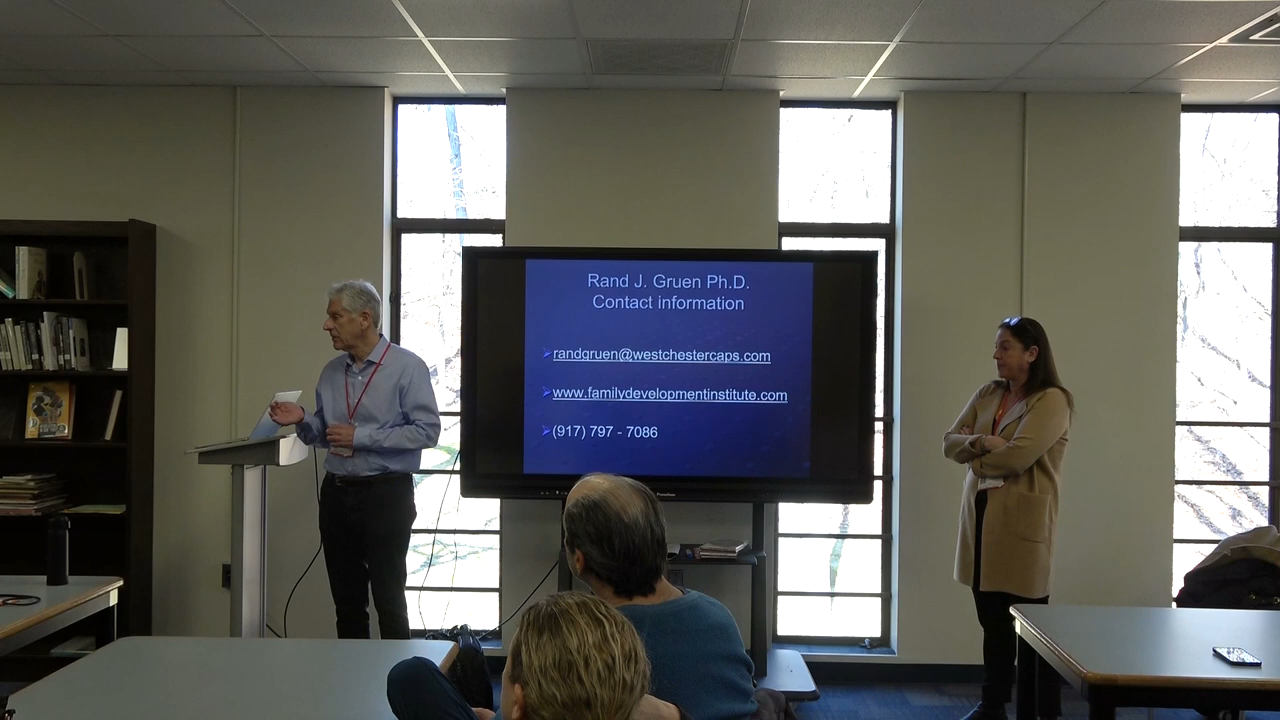 Rand J. Gruen Ph.D.
Contact information
randgruen@westchestercaps.com
www.familydevelopmentinstitute.com
(917) 797 - 7086